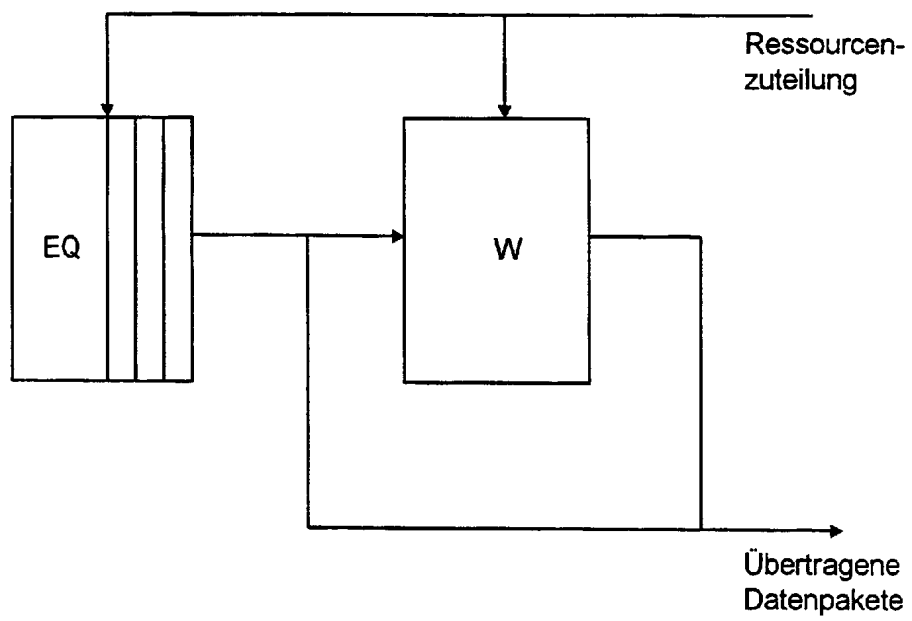 Ressourcen-
zuteilung
EQ
W
Übertragene
Datenpakete